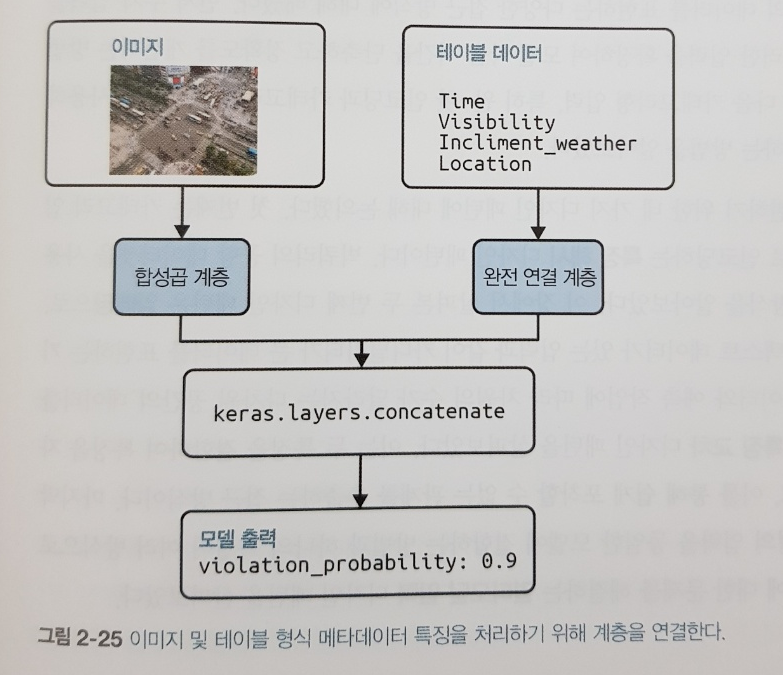 이미지
테이블 데이터
Time
Visibility
Incliment_weather
Location
합성곱 계층
완전 연결 계층
keras.layers.concatenate
모델 출력
violation_probability: 0.9
그림 2-25 이미지 및 테이블 형식 메타데이터 특징을 처리하기 위해 계층을 연결한다.